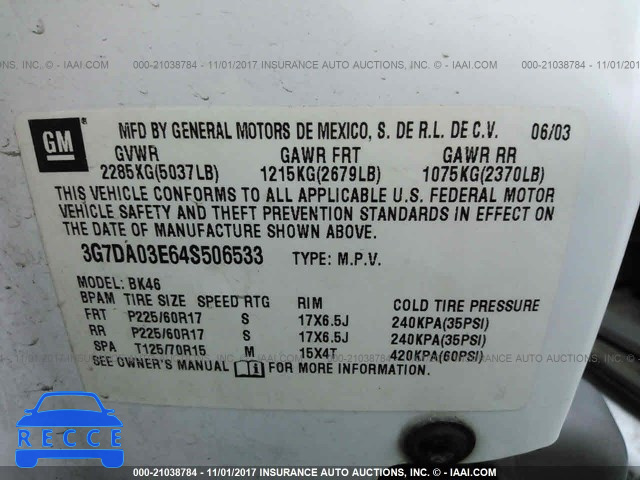 - IAAI.COM 000-21038784 - 11/01/2017 INSURANCE AUTO AUCTIONS, INC. - IAAI.COM 000-21038784 - 11/01/2017
GM ®
MFD BY GENERAL MOTORS DE MEXICO, S. DE R.L. DE C.V. 06/03
GVWR GAWR FRT GAWR RR
2285KG(5037LB) 1215KG(2679LB) 1075KG(2370LB)
THIS VEHICLE CONFORMS TO ALL APPLICABLE U.S. FEDERAL MOTOR
VEHICLE SAFETY AND THEFT PREVENTION STANDARDS IN EFFECT ON
THE DATE OF MANUFACTURE SHOWN ABOVE.
3G7DA03E64S506533 TYPE: M.P.V.
MODEL: BK46
BPAM TIRE SIZE SPEED RTG RIM COLD TIRE PRESSURE
FRT P225/60R17 S 17X6.5J 240KPA(35PSI)
RR P225/60R17 S 17X6.5J 240KPA(35PSI)
SPA T125/70R15 M 15X4T 420KPA(60PSI)
SEE OWNER'S MANUAL i FOR MORE INFORMATION.
RECCE
000-21038784 - 11/01/2017 INSURANCE AUTO AUCTIONS, INC.
- IAAI.COM -